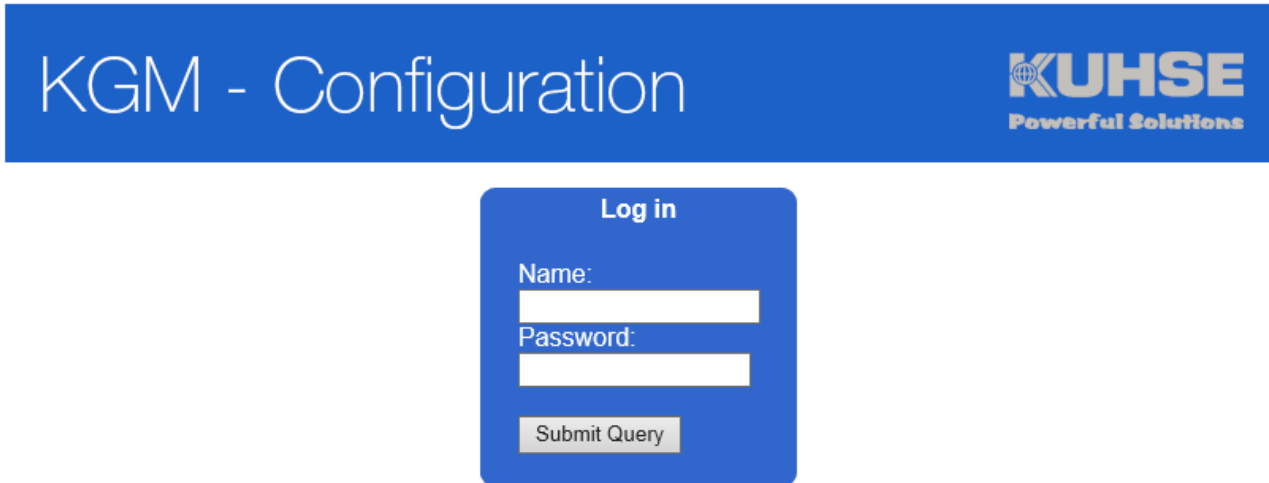 KGM - Configuration
KUHSE
Powerful Solutions
Log in
Name:
Password:
Submit Query